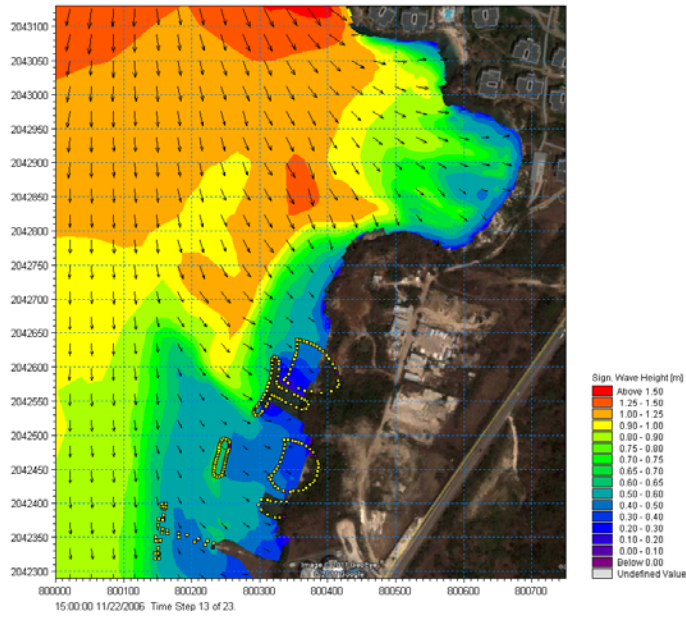 2043100
2043050
2043000
2042950
2042900
2042850
2042800
2042750
2042700
2042650
2042600
2042550
2042500
2042450
2042400
2042350
2042300
800000
800100
800200
800300
800400
800500
800600
800700
15:00:00 11/22/2006 Time Step 13 of 23.
Sign. Wave Height [m]
Above 1.50
1.25 - 1.50
1.00 - 1.25
0.90 - 1.00
0.80 - 0.90
0.75 - 0.80
0.70 - 0.75
0.65 - 0.70
0.60 - 0.65
0.50 - 0.60
0.40 - 0.50
0.30 - 0.40
0.20 - 0.30
0.10 - 0.20
0.00 - 0.10
Below 0.00
Undefined Value
Image ©